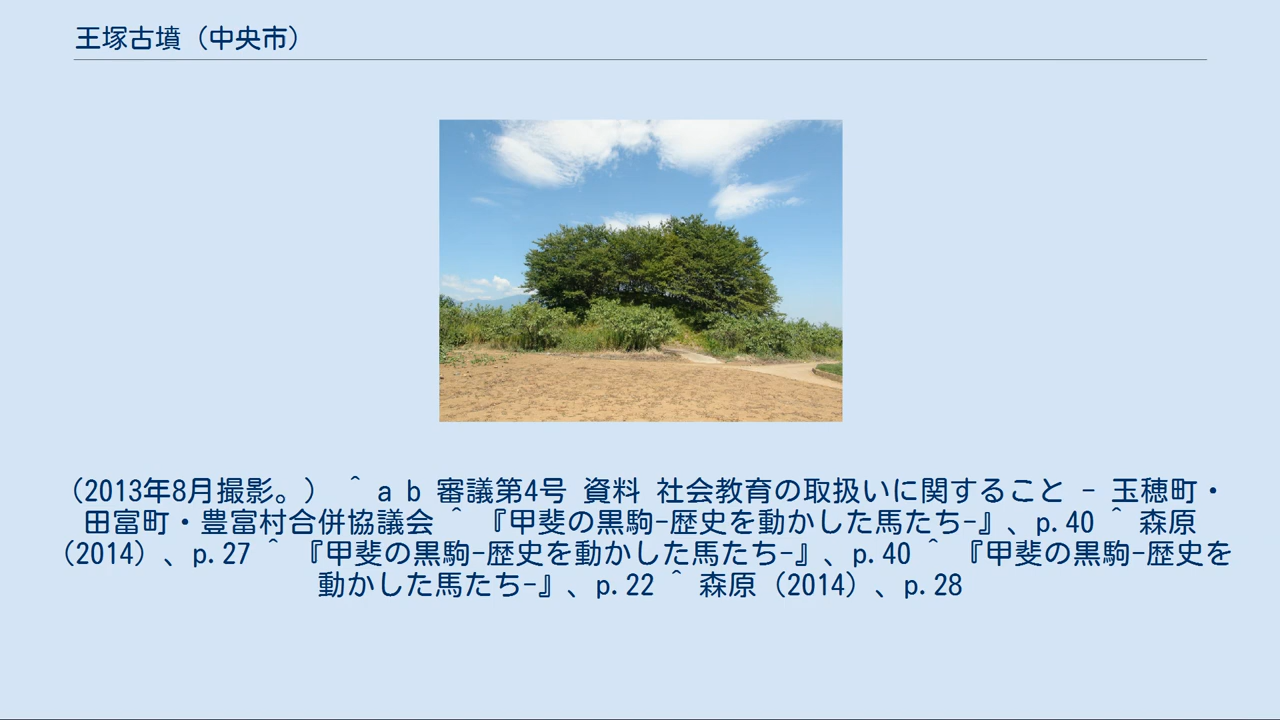 王塚古墳（中央市）
（2013年8月撮影。） ^ a b 審議第4号 資料 社会教育の取扱いに関すること - 玉穂町・
田富町・豊富村合併協議会 ^ 『甲斐の黒駒-歴史を動かした馬たち-』、p.40 ^ 森原
（2014）、p.27 ^ 『甲斐の黒駒-歴史を動かした馬たち-』、p.40 ^ 『甲斐の黒駒-歴史を
動かした馬たち-』、p.22 ^ 森原（2014）、p.28